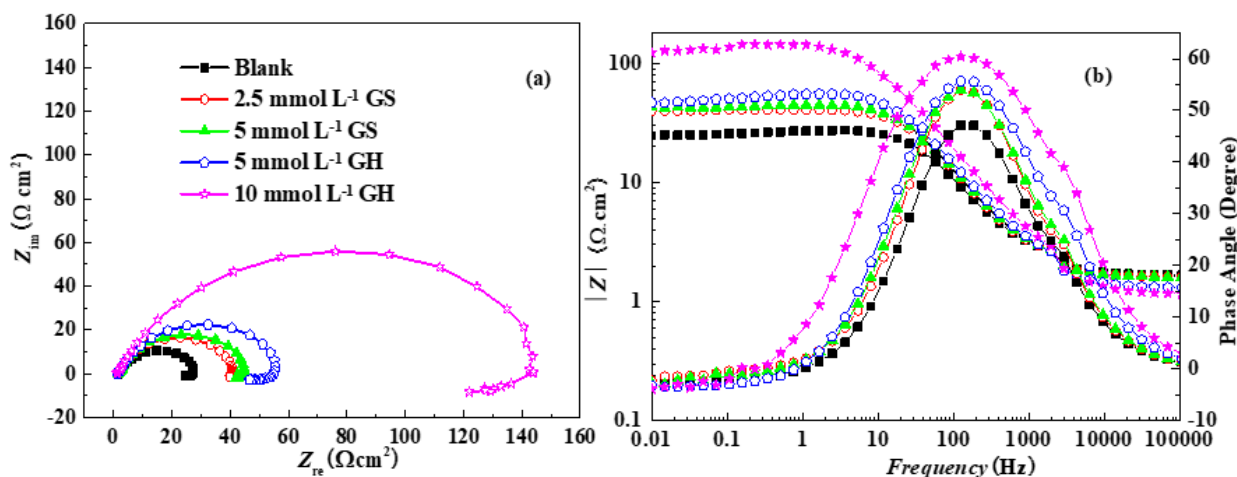 160
140
120
100
80
60
40
20
0
-20
Z_im (Ω cm²)
(a)
Blank
2.5 mmol L⁻¹ GS
5 mmol L⁻¹ GS
5 mmol L⁻¹ GH
10 mmol L⁻¹ GH
0 20 40 60 80 100 120 140 160
Z_re (Ωcm²)
100
10
1
0.1
|Z| (Ω.cm²)
(b)
60
50
40
30
20
10
0
-10
Phase Angle (Degree)
0.01 0.1 1 10 100 1000 10000 100000
Frequency (Hz)